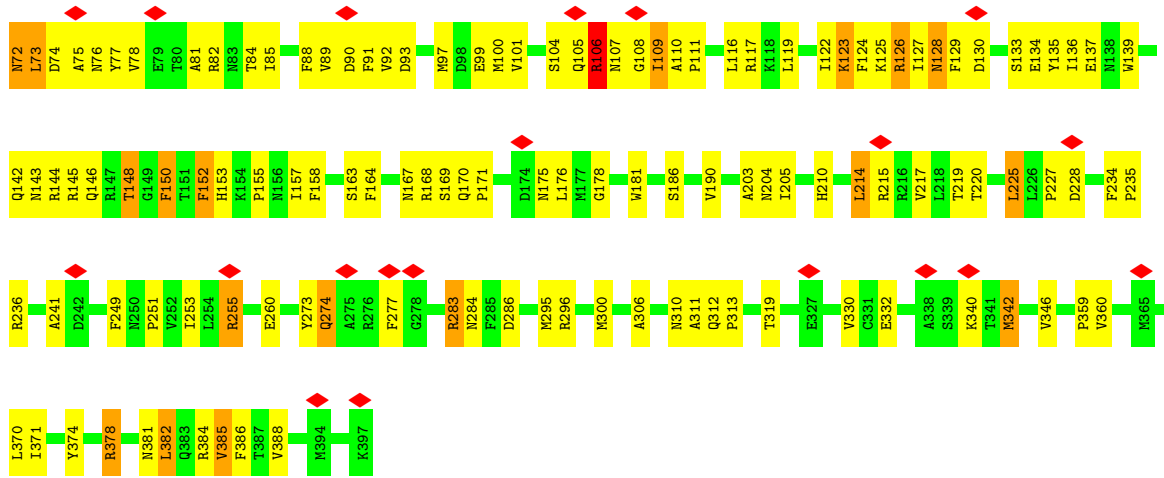 N72 L73 D74 A75 N76 Y77 V78 E79 T80 A81 R82 N83 T84 I85 F88 V89 D90 F91 V92 D93 M97 D98 E99 M100 V101 S104 Q105 R106 N107 G108 I109 A110 P111 L116 R117 K118 L119 I122 K123 F124 K125 R126 I127 N128 F129 D130 S133 E134 Y135 I136 E137 N138 W139
Q142 N143 R144 R145 Q146 R147 T148 G149 F150 T151 F152 H153 K154 P155 N156 I157 F158 S163 F164 N167 R168 S169 Q170 P171 D174 N175 L176 M177 G178 W181 S186 V190 A203 N204 I205 H210 L214 R215 R216 V217 L218 T219 T220 L225 L226 P227 D228 F234 P235
R236 A241 D242 F249 N250 P251 V252 I253 L254 R255 E260 Y273 Q274 A275 R276 F277 G278 R283 N284 F285 D286 M295 R296 M300 A306 N310 A311 Q312 P313 T319 E327 V330 C331 E332 A338 S339 K340 T341 M342 V346 P359 V360 M365
L370 I371 Y374 R378 N381 L382 Q383 R384 V385 F386 T387 V388 M394 K397